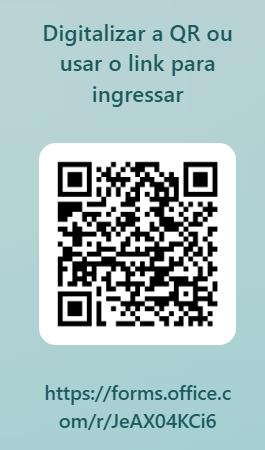 Digitalizar a QR ou
usar o link para
ingressar
https://forms.office.c
om/r/JeAX04KCi6